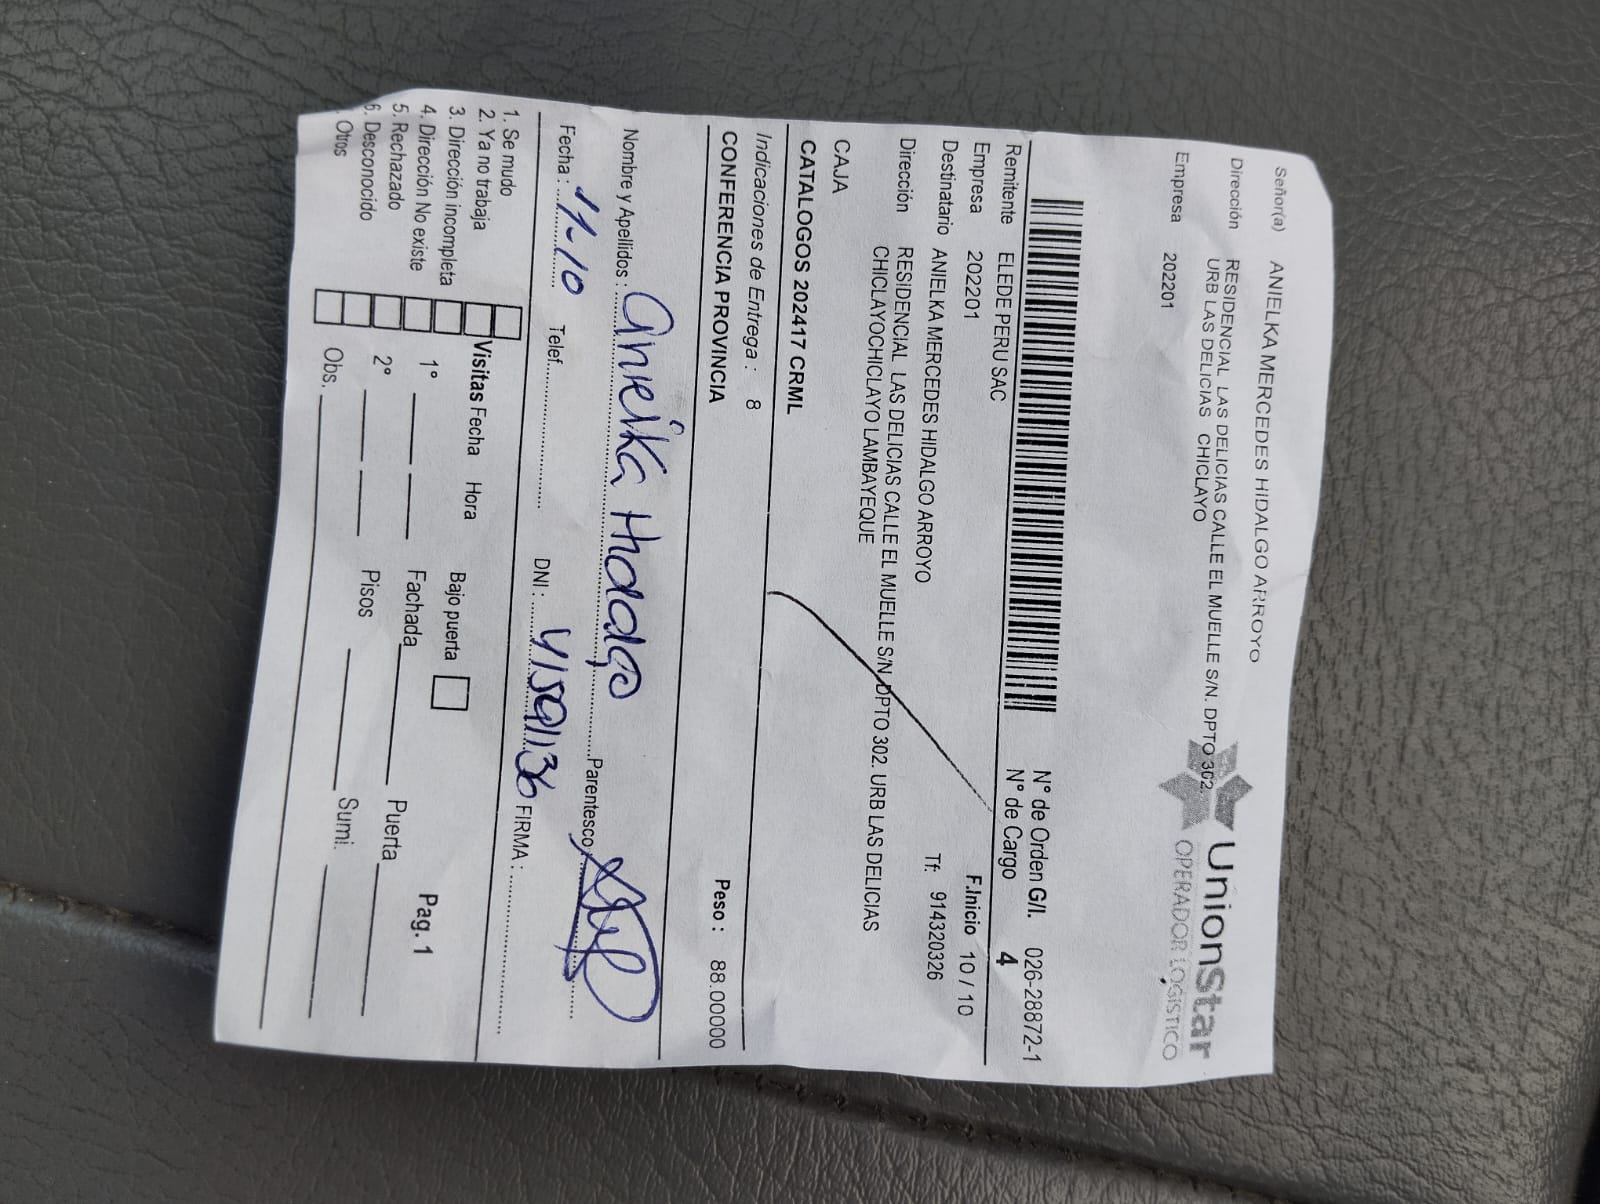 Señor(a) ANIELKA MERCEDES HIDALGO ARROYO
Dirección RESIDENCIAL LAS DELICIAS CALLE EL MUELLE S/N. DPTO 302.
URB LAS DELICIAS CHICLAYO
Empresa 202201
UnionStar
OPERADOR LOGISTICO
N° de Orden G/I. 026-28872-1
N° de Cargo 4
Remitente ELEDE PERU SAC
F.Inicio 10 / 10
Empresa 202201
Destinatario ANIELKA MERCEDES HIDALGO ARROYO Tf: 914320326
Dirección RESIDENCIAL LAS DELICIAS CALLE EL MUELLE S/N. DPTO 302. URB LAS DELICIAS
CHICLAYOCHICLAYO LAMBAYEQUE
CAJA
CATALOGOS 202417 CRML
Indicaciones de Entrega : 8
CONFERENCIA PROVINCIA Peso : 88.00000
Nombre y Apellidos : Anielka Hidalgo Parentesco :
Fecha : 11-10 Telef. DNI : 41591136 FIRMA :
1. Se mudo
2. Ya no trabaja
3. Dirección incompleta
4. Dirección No existe
5. Rechazado
6. Desconocido
Otros
Visitas Fecha Hora
1°
2°
Obs.
Bajo puerta
Fachada
Pisos
Pag. 1
Puerta
Sumi.